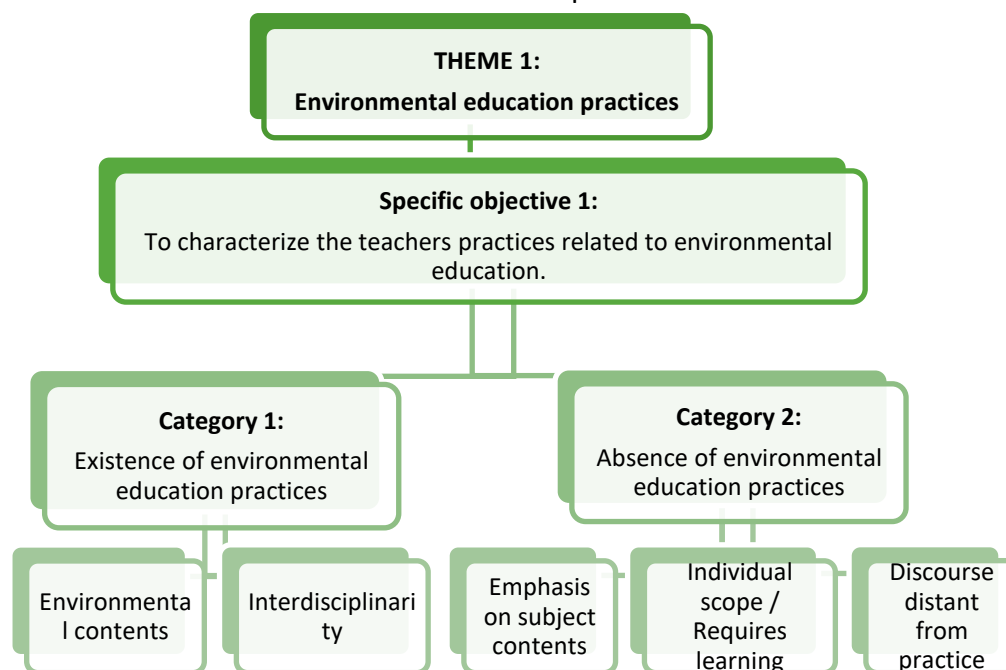 THEME 1:
Environmental education practices
Specific objective 1:
To characterize the teachers practices related to environmental
education.
Category 1:
Existence of environmental
education practices
Category 2:
Absence of environmental
education practices
Environmenta
l contents
Interdisciplinari
ty
Emphasis
on subject
contents
Individual
scope /
Requires
learning
Discourse
distant
from
practice